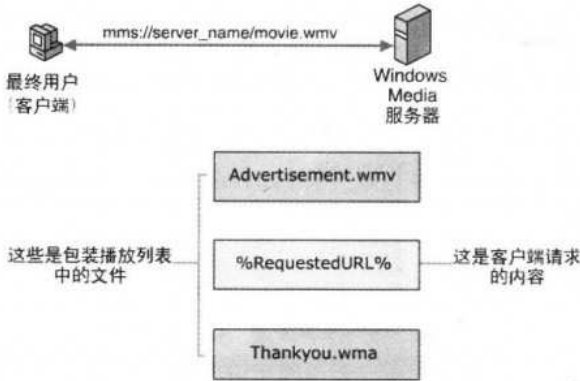 mms://server_name/movie.wmv
最终用户
(客户端)
Windows
Media
服务器
Advertisement.wmv
这些是包装播放列表
中的文件
%RequestedURL%
这是客户端请求
的内容
Thankyou.wma